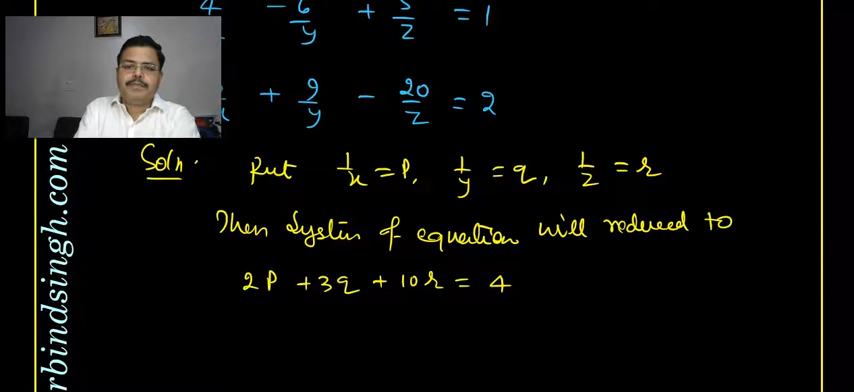 4 - 6/y + 5/z = 1
+ 9/y - 20/z = 2
Soln. Put 1/x = P, 1/y = q, 1/z = r
Then System of equation will reduced to
2P + 3q + 10r = 4
rbindsingh.com